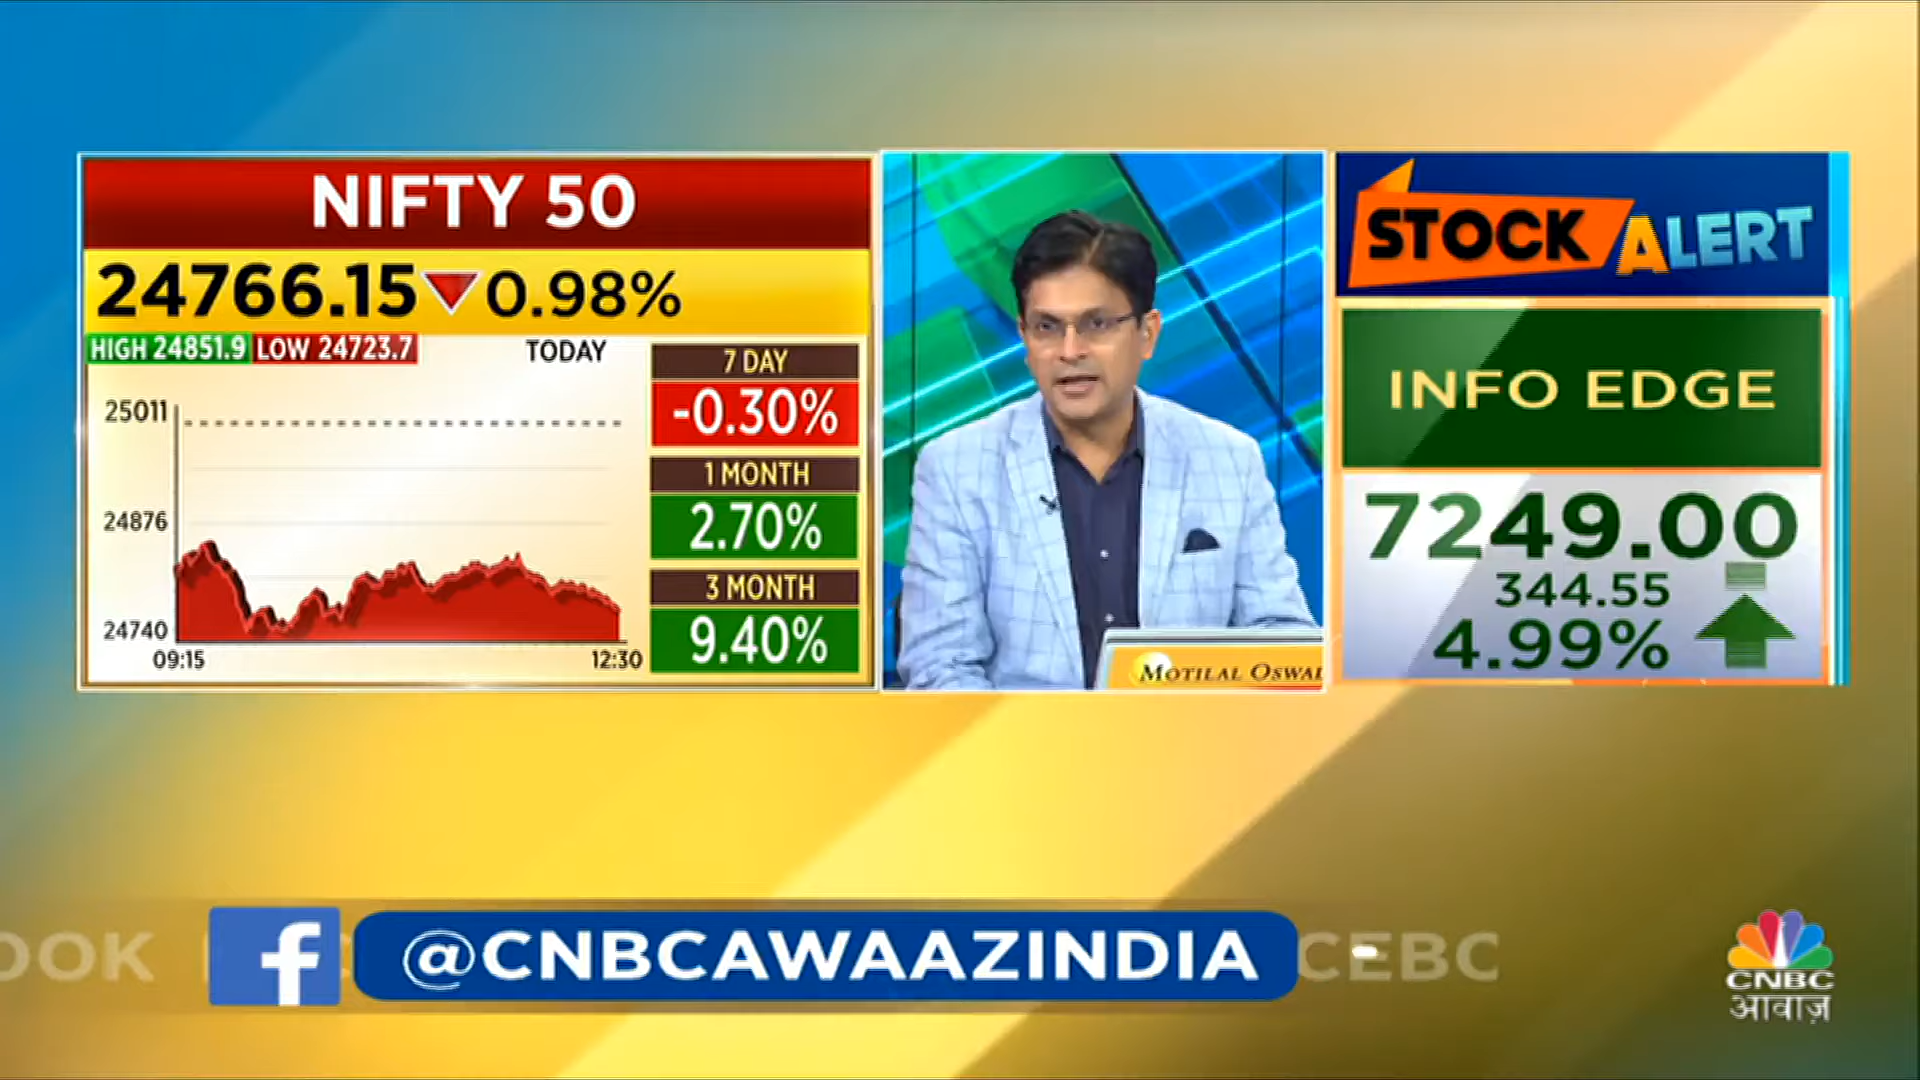 NIFTY 50
24766.15 0.98%
HIGH 24851.9 LOW 24723.7
TODAY
25011
24876
24740
09:15
12:30
7 DAY
-0.30%
1 MONTH
2.70%
3 MONTH
9.40%
MOTILAL OSWAL
STOCK ALERT
INFO EDGE
7249.00
344.55
4.99%
OOK
f @CNBCAWAAZINDIA
CNBC
आवाज़